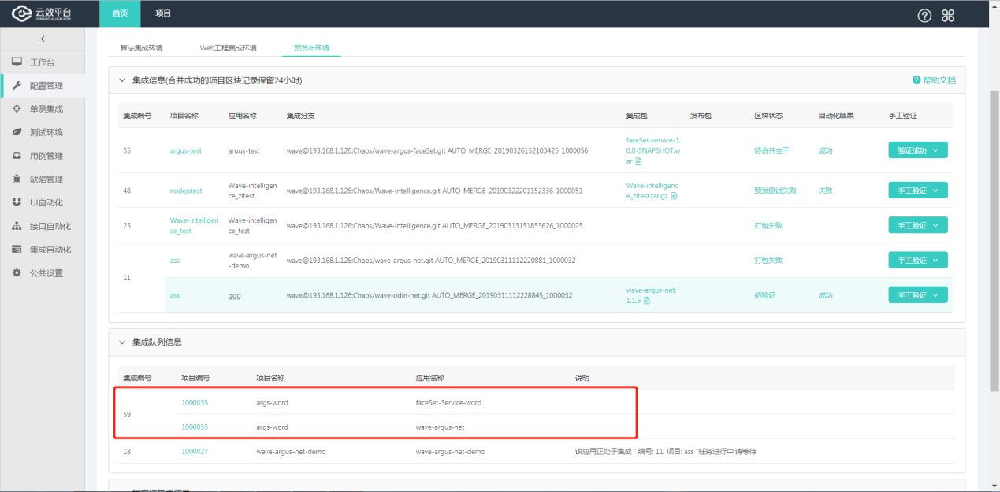 云效平台
YUNXIAO.ALIYUN.COM
首页
项目
工作台
配置管理
单测集成
测试环境
用例管理
缺陷管理
UI自动化
接口自动化
集成自动化
公共设置
算法集成环境 Web工程集成环境 预发布环境
集成信息(合并成功的项目区块记录保留24小时)
帮助文档
集成编号 项目名称 应用名称 集成分支 集成包 发布包 区块状态 自动化结果 手工验证
55 argus-test aruus-test wave@193.168.1.126:Chaos/wave-argus-faceSet.git AUTO_MERGE_20190326152103425_1000056
faceSet-service-1.
0.0-SNAPSHOT.w
ar
待合并主干 成功 验证成功
48 nodejstest
Wave-intelligen
ce_zltest
wave@193.168.1.126:Chaos/Wave-intelligence.git AUTO_MERGE_20190322201152336_1000051
Wave-intelligenc
e_zltest.tar.gz
预发测试失败 失败 手工验证
25
Wave-intelligen
ce_test
Wave-intelligen
ce_test
wave@193.168.1.126:Chaos/Wave-intelligence.git AUTO_MERGE_20190313151853626_1000025
打包失败 手工验证
11
ass
wave-argus-net
-demo
wave@193.168.1.126:Chaos/wave-argus-net.git AUTO_MERGE_20190311112220881_1000032
打包失败 手工验证
ass ggg wave@193.168.1.126:Chaos/wave-odin-net.git AUTO_MERGE_20190311112228845_1000032
wave-argus-net:
1.1.5
待验证 成功 手工验证
集成队列信息
集成编号 项目编号 项目名称 应用名称 说明
59
1000055 args-word faceSet-Service-word
1000055 args-word wave-argus-net
18 1000027 wave-argus-net-demo wave-argus-net-demo 该应用正处于集成 " 编号: 11, 项目: ass "任务进行中,请等待